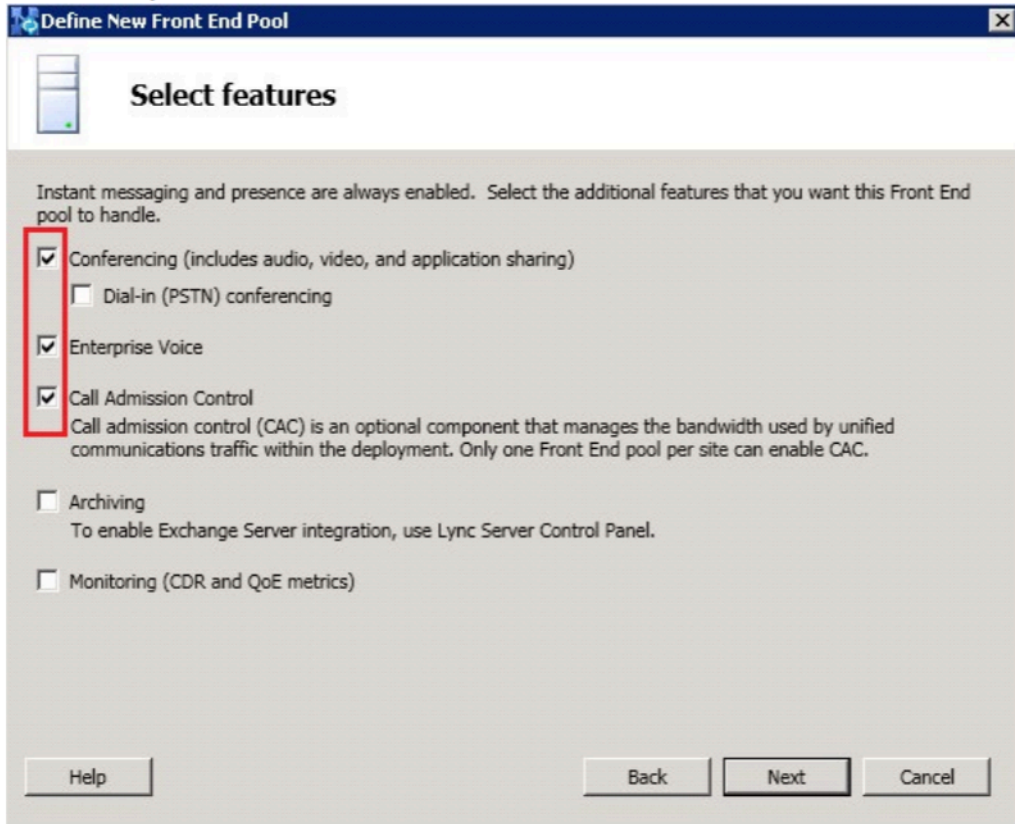 Define New Front End Pool
Select features
Instant messaging and presence are always enabled. Select the additional features that you want this Front End
pool to handle.
Conferencing (includes audio, video, and application sharing)
Dial-in (PSTN) conferencing
Enterprise Voice
Call Admission Control
Call admission control (CAC) is an optional component that manages the bandwidth used by unified
communications traffic within the deployment. Only one Front End pool per site can enable CAC.
Archiving
To enable Exchange Server integration, use Lync Server Control Panel.
Monitoring (CDR and QoE metrics)
Help Back Next Cancel